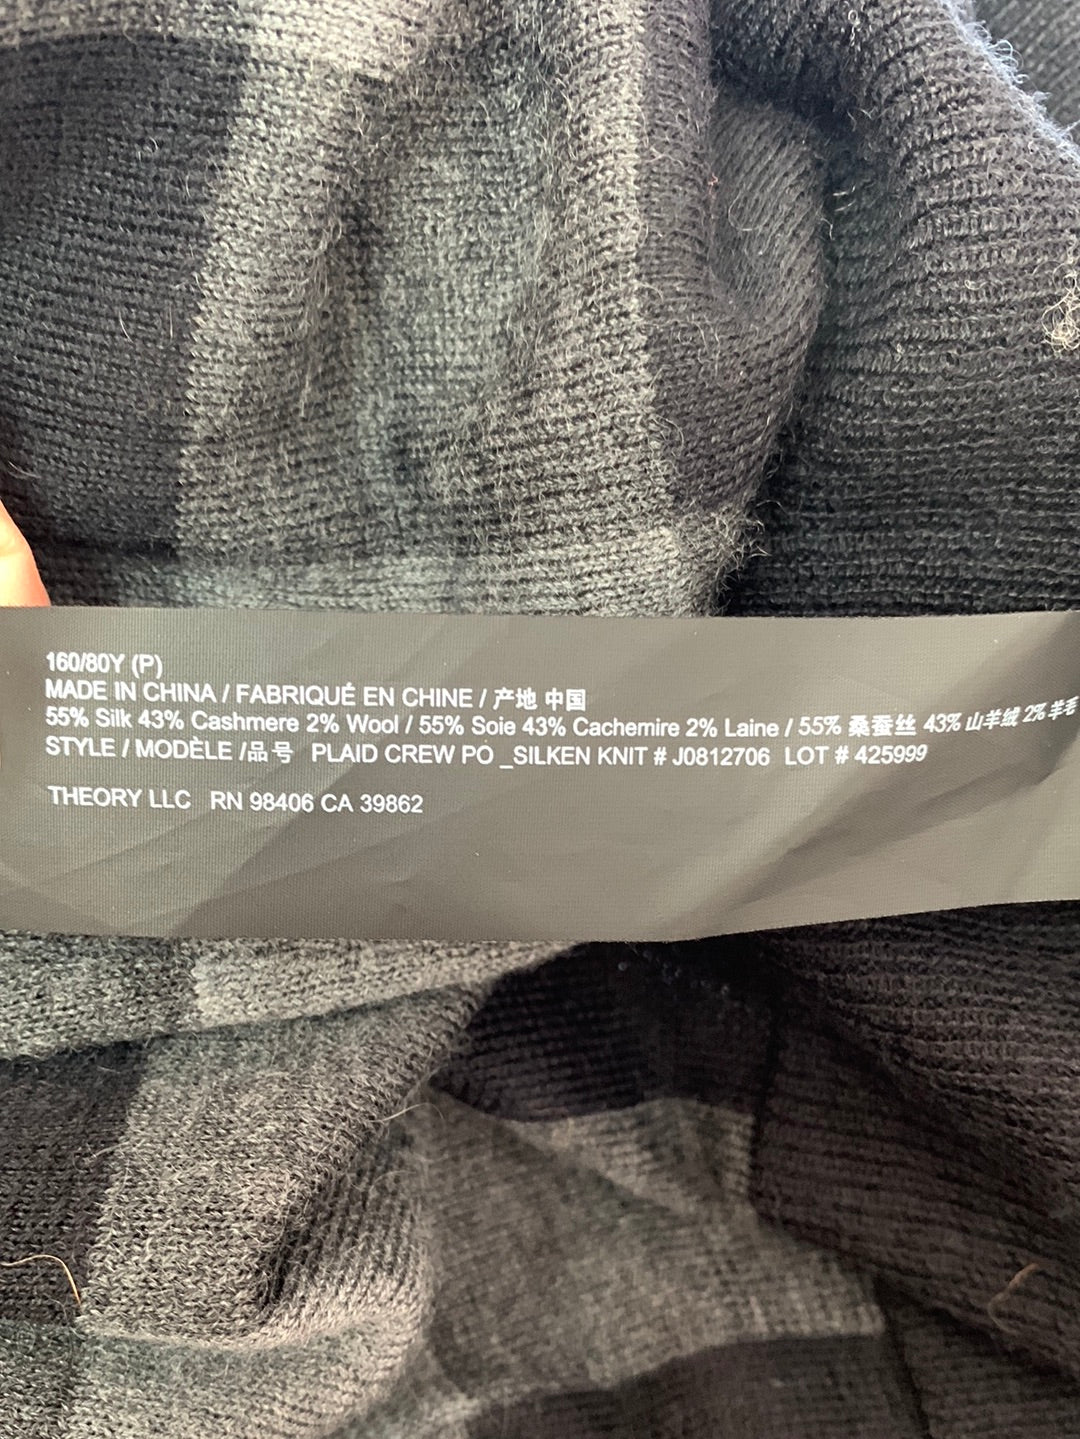 160/80Y (P)
MADE IN CHINA / FABRIQUÉ EN CHINE / 产地 中国
55% Silk 43% Cashmere 2% Wool / 55% Soie 43% Cachemire 2% Laine / 55% 桑蚕丝 43% 山羊绒 2% 羊毛
STYLE / MODÈLE /品号 PLAID CREW PO _SILKEN KNIT # J0812706 LOT # 425999
THEORY LLC RN 98406 CA 39862